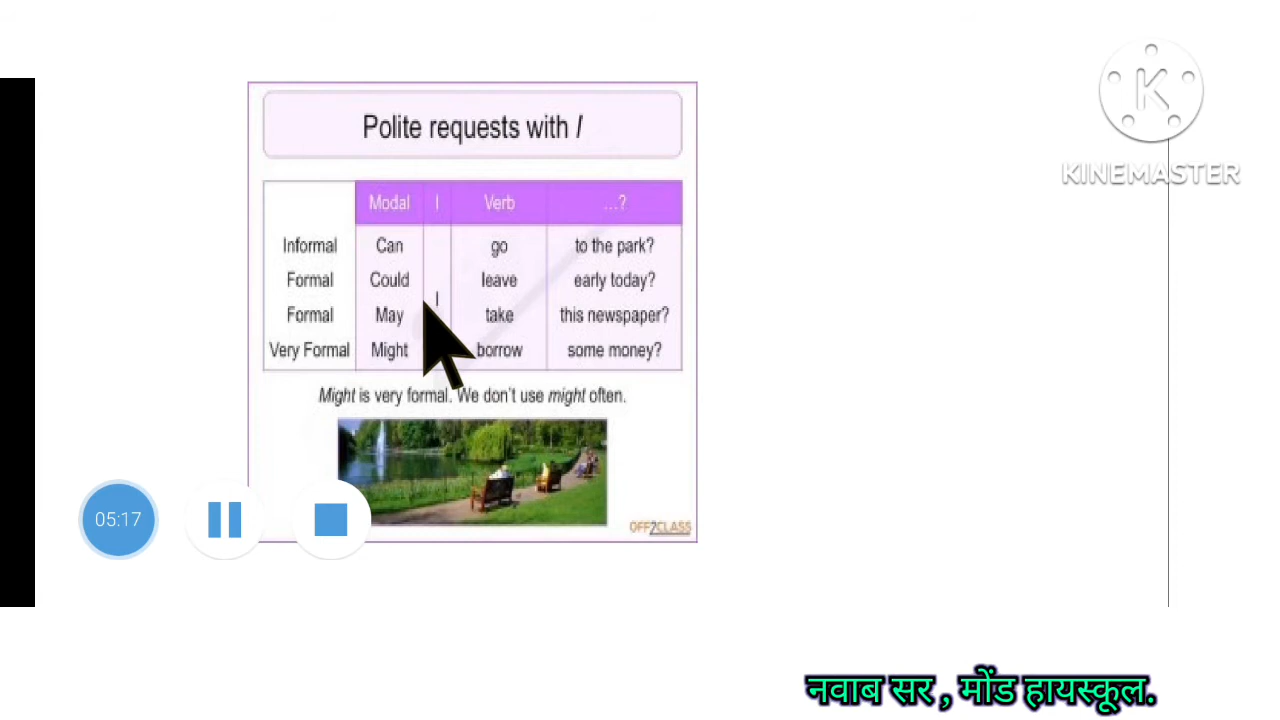 KINEMASTER
Polite requests with I
Modal I Verb ...?
Informal Can go to the park?
Formal Could leave early today?
I
Formal May take this newspaper?
Very Formal Might borrow some money?
Might is very formal. We don't use might often.
OFF2CLASS
05:17
नवाब सर , मोंड हायस्कूल.